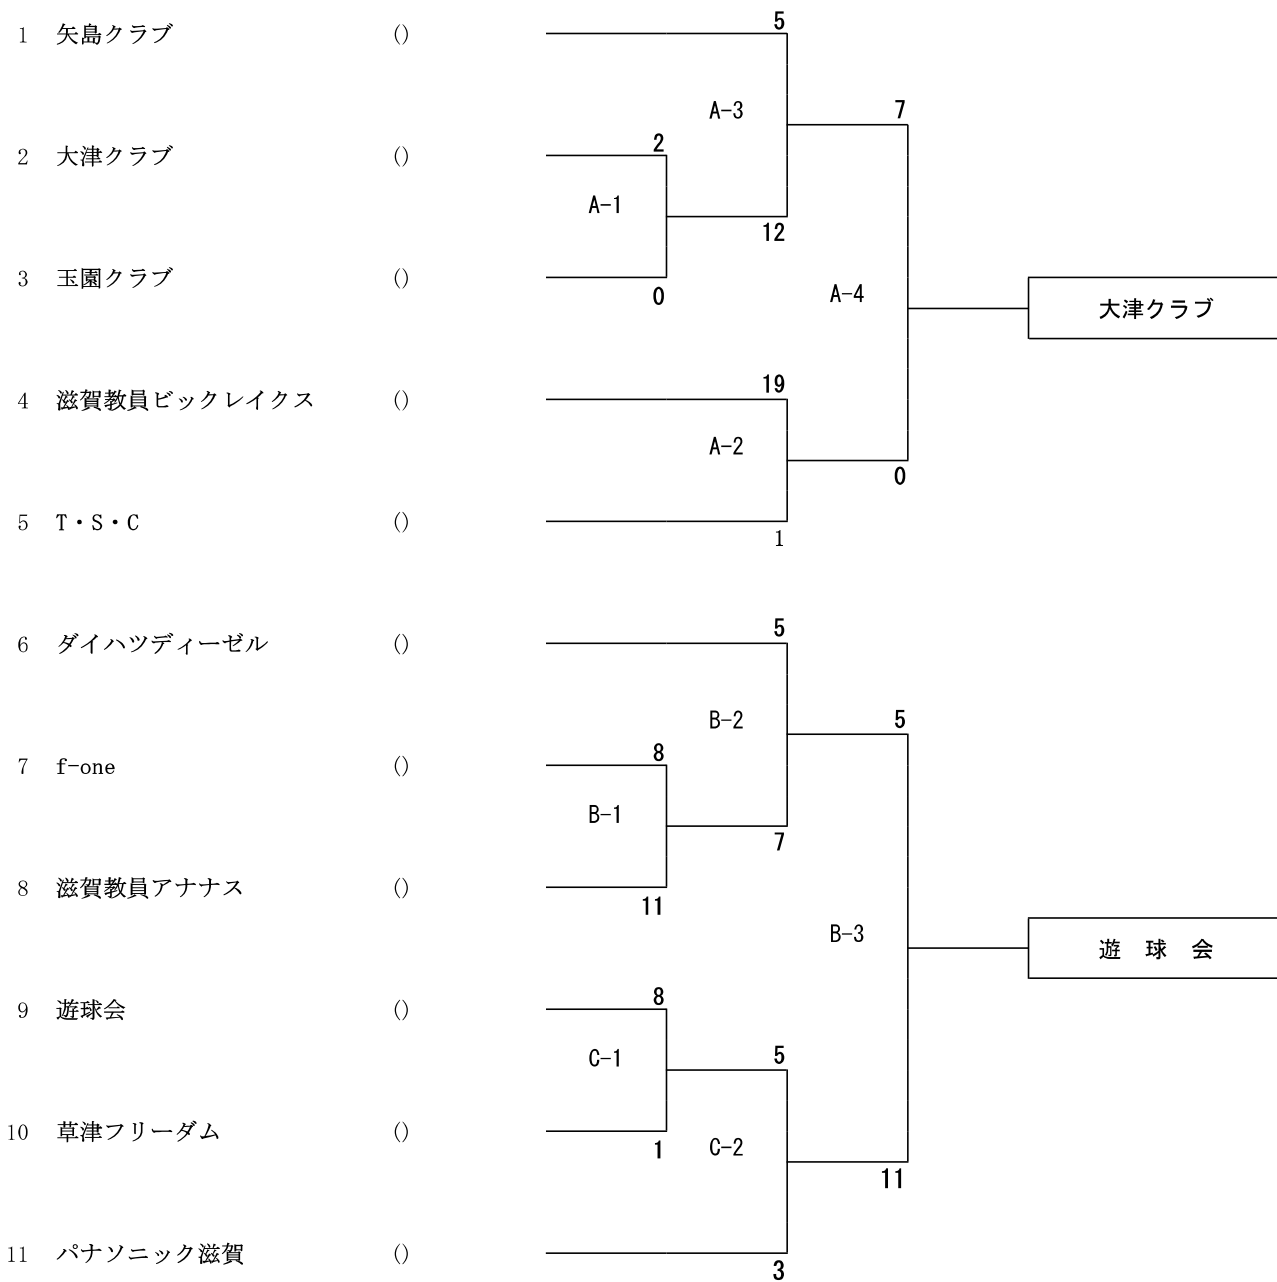 5
1 矢島クラブ ()
A-3
7
2
2 大津クラブ ()
A-1
12
3 玉園クラブ ()
0
A-4
大津クラブ
19
4 滋賀教員ビックレイクス ()
A-2
0
5 T・S・C ()
1
5
6 ダイハツディーゼル ()
B-2
5
8
7 f-one ()
B-1
7
8 滋賀教員アナナス ()
11
B-3
遊 球 会
8
9 遊球会 ()
C-1
5
10 草津フリーダム ()
1
C-2
11
11 パナソニック滋賀 ()
3